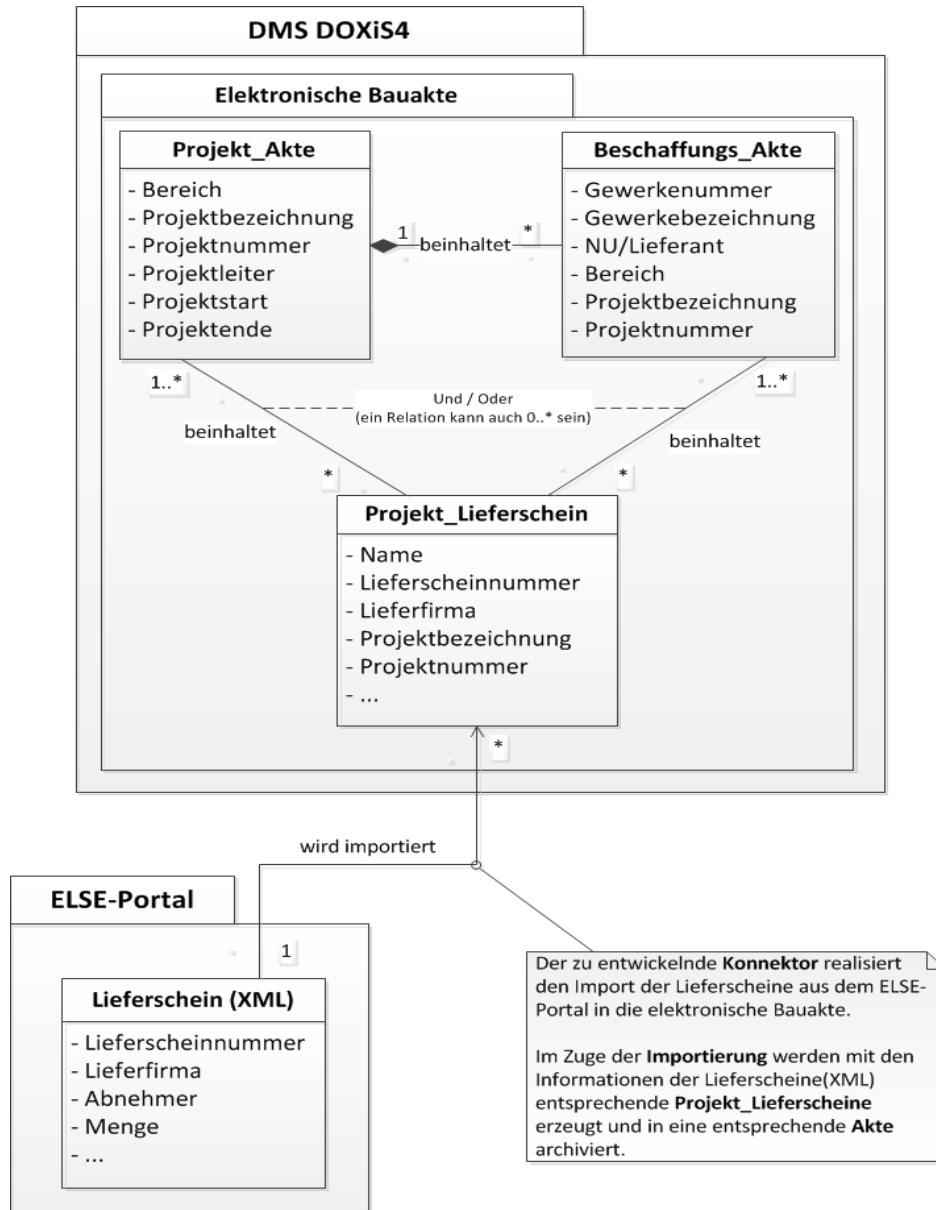 DMS DOXiS4
Elektronische Bauakte
Projekt_Akte
- Bereich
- Projektbezeichnung
- Projektnummer
- Projektleiter
- Projektstart
- Projektende
1
beinhaltet
*
Beschaffungs_Akte
- Gewerkenummer
- Gewerkebezeichnung
- NU/Lieferant
- Bereich
- Projektbezeichnung
- Projektnummer
1..*
1..*
Und / Oder
(ein Relation kann auch 0..* sein)
beinhaltet
beinhaltet
*
*
Projekt_Lieferschein
- Name
- Lieferscheinnummer
- Lieferfirma
- Projektbezeichnung
- Projektnummer
- ...
*
wird importiert
ELSE-Portal
1
Lieferschein (XML)
- Lieferscheinnummer
- Lieferfirma
- Abnehmer
- Menge
- ...
Der zu entwickelnde Konnektor realisiert
den Import der Lieferscheine aus dem ELSE-
Portal in die elektronische Bauakte.
Im Zuge der Importierung werden mit den
Informationen der Lieferscheine(XML)
entsprechende Projekt_Lieferscheine
erzeugt und in eine entsprechende Akte
archiviert.